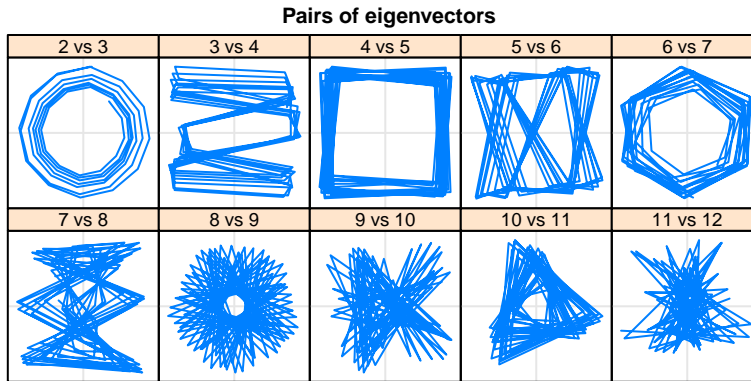 Pairs of eigenvectors
2 vs 3 3 vs 4 4 vs 5 5 vs 6 6 vs 7
7 vs 8 8 vs 9 9 vs 10 10 vs 11 11 vs 12